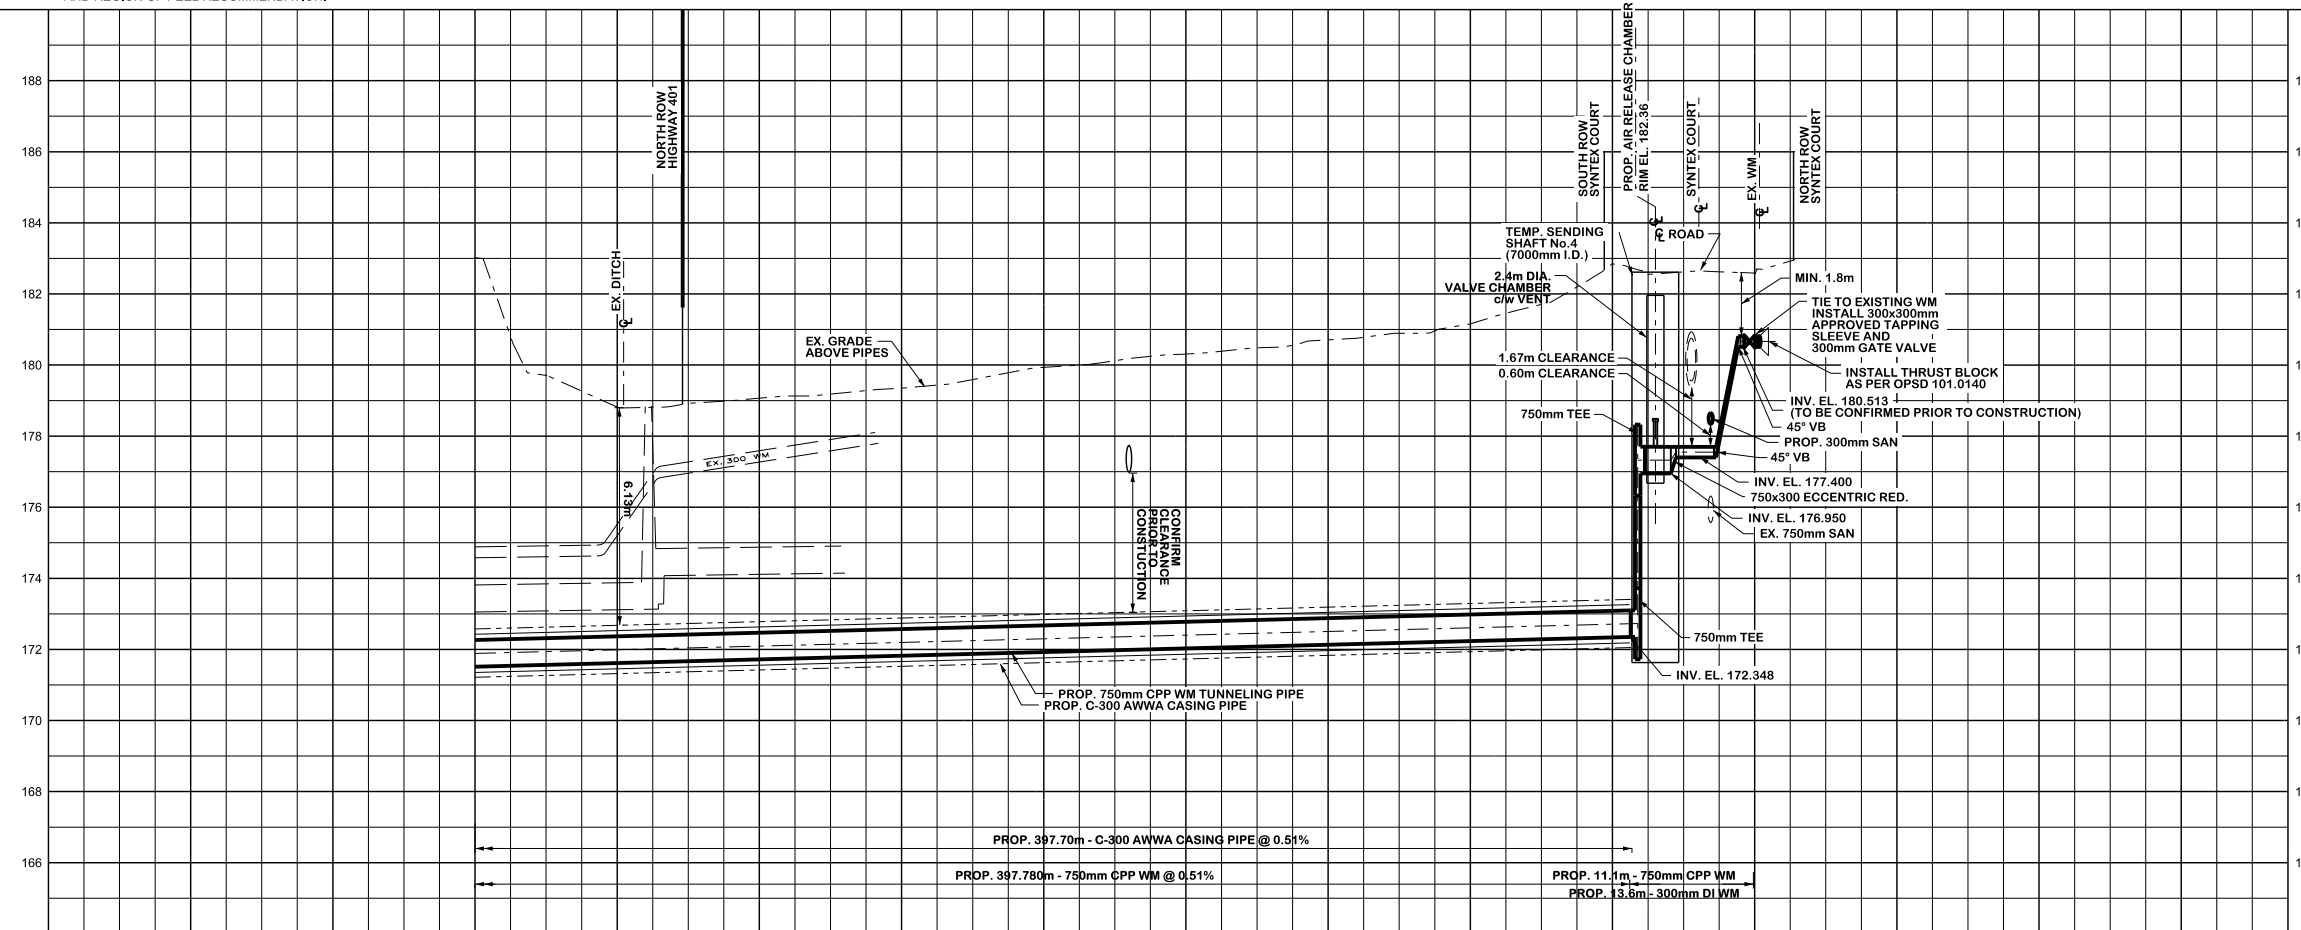 188
186
184
182
180
178
176
174
172
170
168
166
NORTH ROW
HIGHWAY 401
EX. DITCH
6.13m
EX. 300 WM
EX. GRADE
ABOVE PIPES
CONFIRM
CLEARANCE
PRIOR TO
CONSTUCTION
PROP. 750mm CPP WM TUNNELING PIPE
PROP. C-300 AWWA CASING PIPE
SOUTH ROW
SYNTEX COURT
PROP. AIR RELEASE CHAMBER
RIM EL. 182.36
SYNTEX COURT
EX. WM
NORTH ROW
SYNTEX COURT
TEMP. SENDING
SHAFT No.4
(7000mm I.D.)
2.4m DIA.
VALVE CHAMBER
c/w VENT
ROAD
MIN. 1.8m
TIE TO EXISTING WM
INSTALL 300x300mm
APPROVED TAPPING
SLEEVE AND
300mm GATE VALVE
1.67m CLEARANCE
0.60m CLEARANCE
INSTALL THRUST BLOCK
AS PER OPSD 101.0140
INV. EL. 180.513
(TO BE CONFIRMED PRIOR TO CONSTRUCTION)
750mm TEE
45° VB
PROP. 300mm SAN
45° VB
INV. EL. 177.400
750x300 ECCENTRIC RED.
INV. EL. 176.950
EX. 750mm SAN
750mm TEE
INV. EL. 172.348
PROP. 397.70m - C-300 AWWA CASING PIPE @ 0.51%
PROP. 397.780m - 750mm CPP WM @ 0.51%
PROP. 11.1m - 750mm CPP WM
PROP. 13.6m - 300mm DI WM